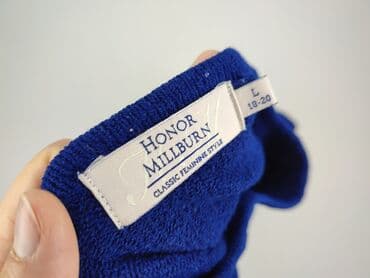 HONOR
MILLBURN
CLASSIC FEMININE STYLE
L
18-20